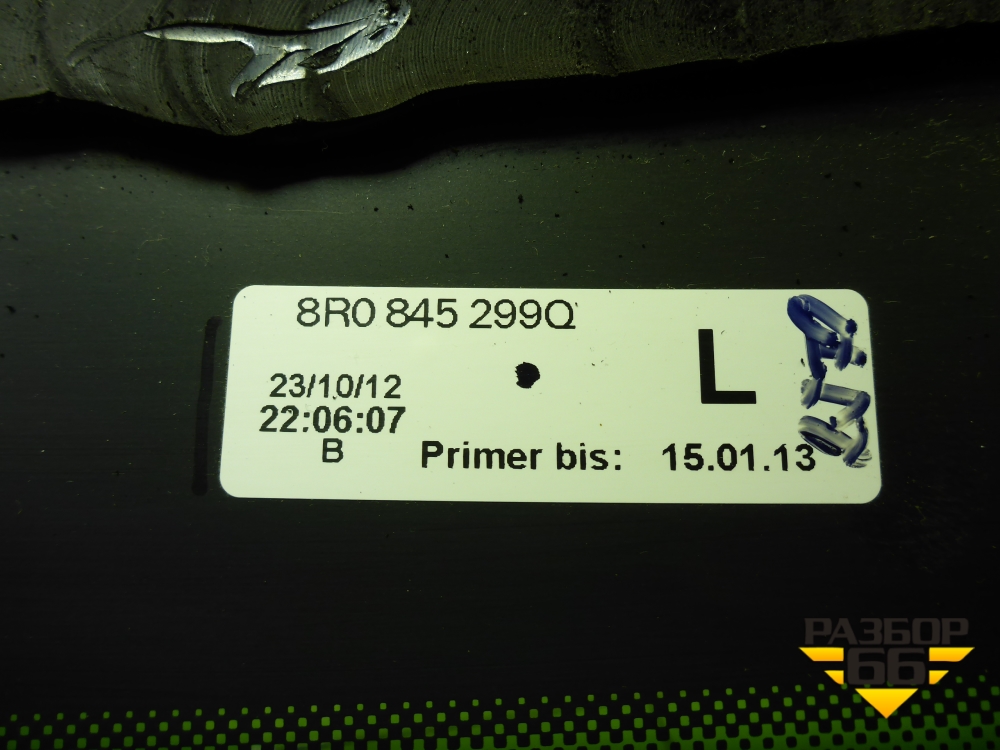 8R0 845 299Q
L
23/10/12
22:06:07
B
Primer bis: 15.01.13
РАЗБОР
66